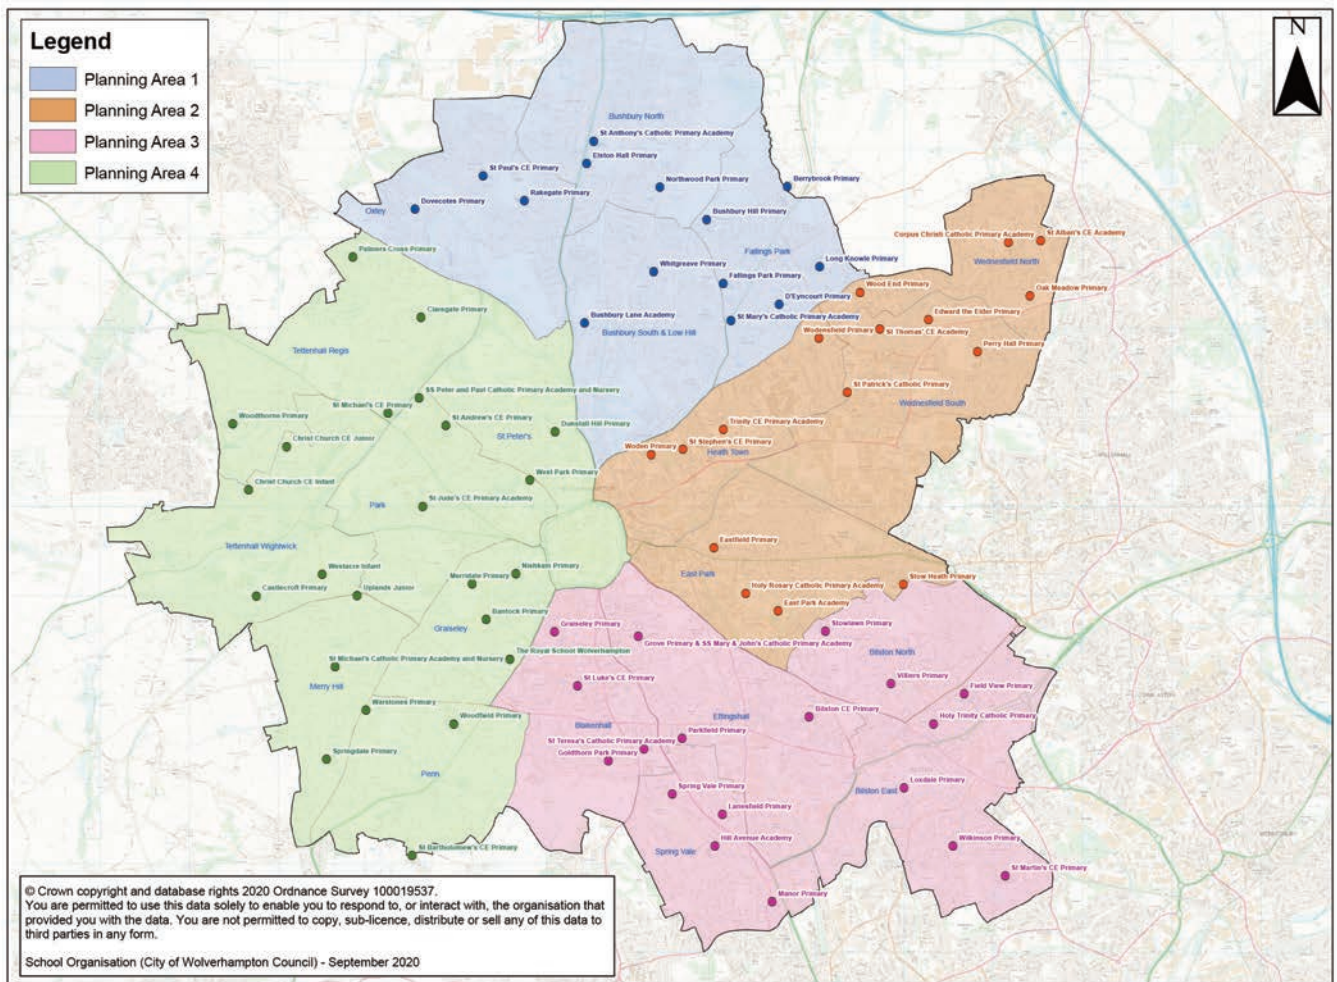 Legend
Planning Area 1
Planning Area 2
Planning Area 3
Planning Area 4
N
Bushbury North
St Anthony's Catholic Primary Academy
Elston Hall Primary
St Paul's CE Primary
Northwood Park Primary
Berrybrook Primary
Rakegate Primary
Dovecotes Primary
Oxley
Bushbury Hill Primary
Fallings Park
Long Knowle Primary
Whitgreave Primary
Fallings Park Primary
D'Eyncourt Primary
Bushbury Lane Academy
St Mary's Catholic Primary Academy
Bushbury South & Low Hill
Corpus Christi Catholic Primary Academy
St Alban's CE Academy
Wednesfield North
Wood End Primary
Oak Meadow Primary
Edward the Elder Primary
Wodensfield Primary
St Thomas' CE Academy
Perry Hall Primary
St Patrick's Catholic Primary
Wednesfield South
Trinity CE Primary Academy
Woden Primary
St Stephen's CE Primary
Heath Town
Eastfield Primary
East Park
Holy Rosary Catholic Primary Academy
Stow Heath Primary
East Park Academy
Palmers Cross Primary
Claregate Primary
Tettenhall Regis
SS Peter and Paul Catholic Primary Academy and Nursery
St Michael's CE Primary
Woodthorne Primary
St Andrew's CE Primary
Dunstall Hill Primary
St Peter's
Christ Church CE Junior
West Park Primary
Christ Church CE Infant
St Jude's CE Primary Academy
Park
Tettenhall Wightwick
Westacre Infant
Nishkam Primary
Merridale Primary
Castlecroft Primary
Uplands Junior
Bantock Primary
Graiseley
The Royal School Wolverhampton
St Michael's Catholic Primary Academy and Nursery
Merry Hill
Warstones Primary
Woodfield Primary
Springdale Primary
Penn
St Bartholomew's CE Primary
Graiseley Primary
Grove Primary & SS Mary & John's Catholic Primary Academy
Stowlawn Primary
Bilston North
St Luke's CE Primary
Villiers Primary
Field View Primary
Blakenhall
Ettingshall
Bilston CE Primary
Holy Trinity Catholic Primary
Parkfield Primary
St Teresa's Catholic Primary Academy
Goldthorn Park Primary
Loxdale Primary
Bilston East
Spring Vale Primary
Lanesfield Primary
Hill Avenue Academy
Spring Vale
Wilkinson Primary
St Martin's CE Primary
Manor Primary
© Crown copyright and database rights 2020 Ordnance Survey 100019537.
You are permitted to use this data solely to enable you to respond to, or interact with, the organisation that
provided you with the data. You are not permitted to copy, sub-licence, distribute or sell any of this data to
third parties in any form.
School Organisation (City of Wolverhampton Council) - September 2020